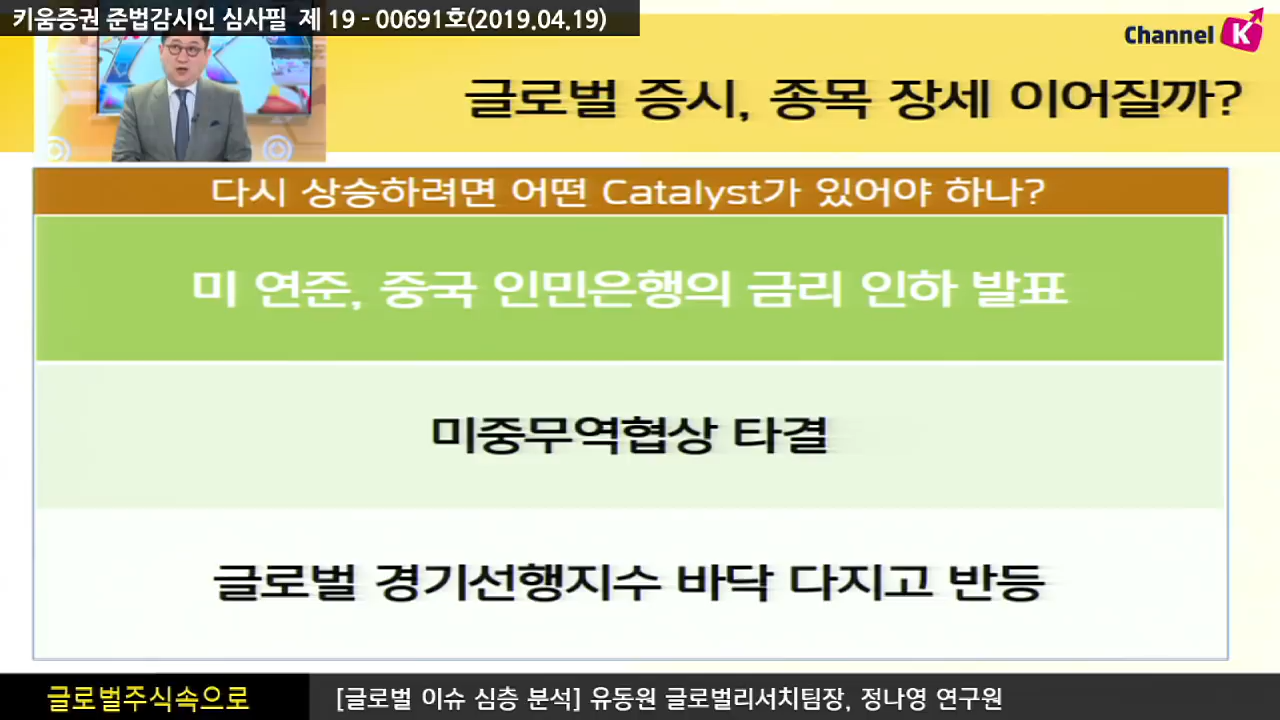 키움증권 준법감시인 심사필 제 19 - 00691호(2019.04.19)
Channel K
글로벌 증시, 종목 장세 이어질까?
다시 상승하려면 어떤 Catalyst가 있어야 하나?
미 연준, 중국 인민은행의 금리 인하 발표
미중무역협상 타결
글로벌 경기선행지수 바닥 다지고 반등
글로벌주식속으로
[글로벌 이슈 심층 분석] 유동원 글로벌리서치팀장, 정나영 연구원